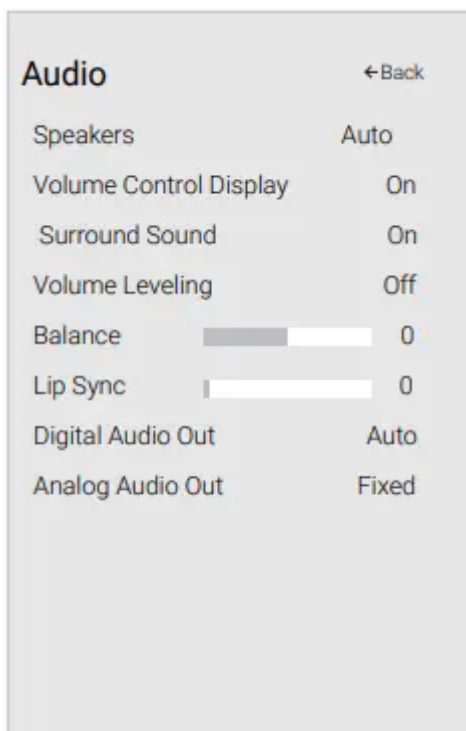 Audio ←Back
Speakers Auto
Volume Control Display On
Surround Sound On
Volume Leveling Off
Balance 0
Lip Sync 0
Digital Audio Out Auto
Analog Audio Out Fixed